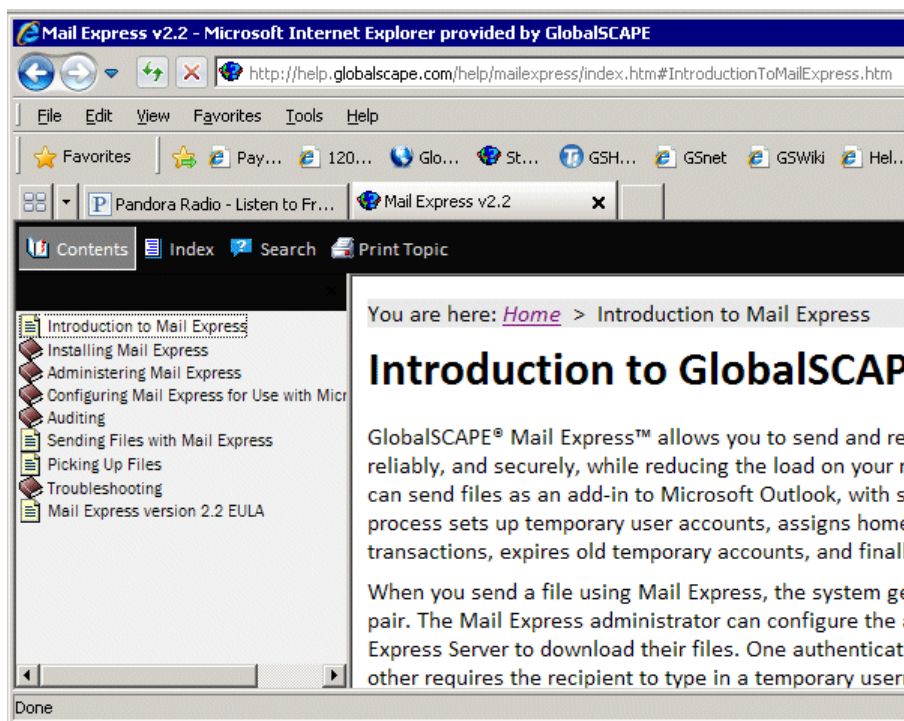 Mail Express v2.2 - Microsoft Internet Explorer provided by GlobalSCAPE
http://help.globalscape.com/help/mailexpress/index.htm#IntroductionToMailExpress.htm
File Edit View Favorites Tools Help
Favorites Pay... 120... Glo... St... GSH... GSnet GSWiki Hel...
Pandora Radio - Listen to Fr... Mail Express v2.2
Contents Index Search Print Topic
You are here: Home > Introduction to Mail Express
Introduction to Mail Express
Installing Mail Express
Administering Mail Express
Configuring Mail Express for Use with Micr
Auditing
Sending Files with Mail Express
Picking Up Files
Troubleshooting
Mail Express version 2.2 EULA
Introduction to GlobalSCAP
GlobalSCAPE® Mail Express™ allows you to send and re
reliably, and securely, while reducing the load on your
can send files as an add-in to Microsoft Outlook, with s
process sets up temporary user accounts, assigns home
transactions, expires old temporary accounts, and final
When you send a file using Mail Express, the system ge
pair. The Mail Express administrator can configure the a
Express Server to download their files. One authenticat
other requires the recipient to type in a temporary user
Done